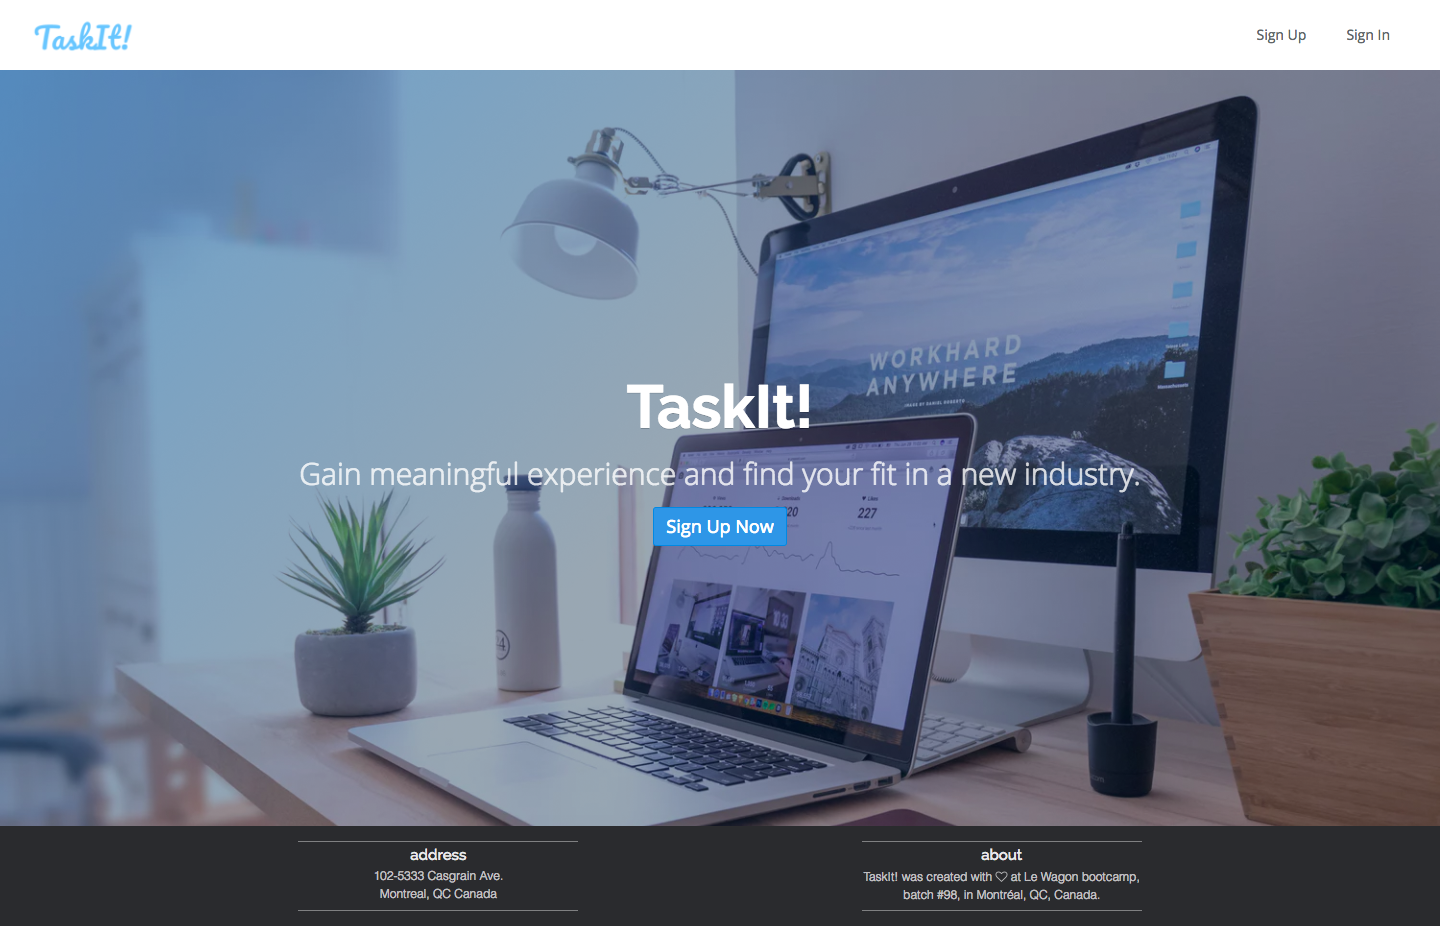 TaskIt!
Sign Up
Sign In
WORKHARD
ANYWHERE
TaskIt!
Gain meaningful experience and find your fit in a new industry.
227
Sign Up Now
address
102-5333 Casgrain Ave.
Montreal, QC Canada
about
TaskIt! was created with ♡ at Le Wagon bootcamp,
batch #98, in Montréal, QC, Canada.